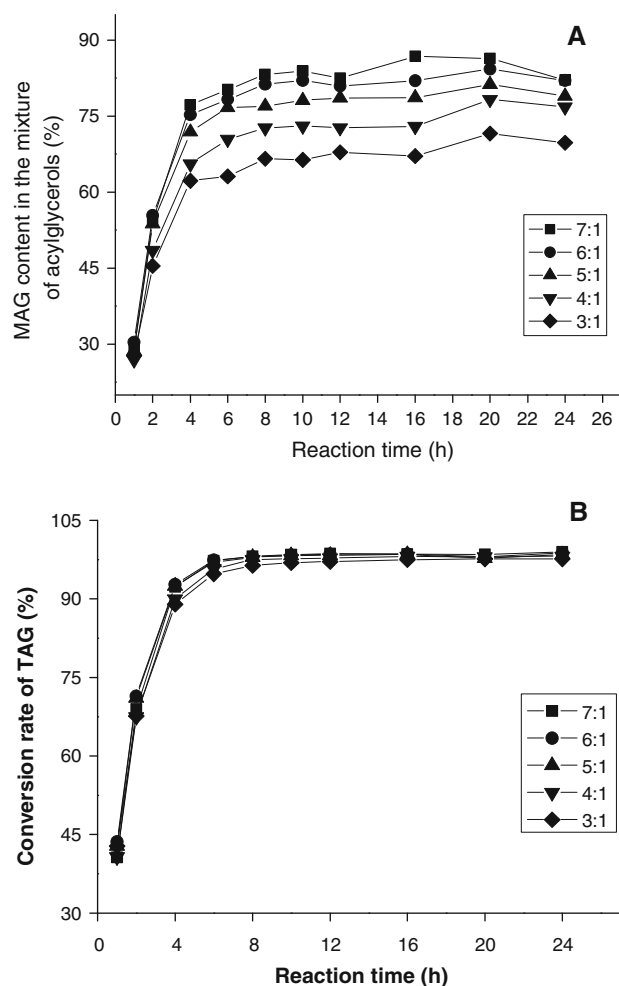 A
MAG content in the mixture
of acylglycerols (%)
90
75
60
45
30
7:1
6:1
5:1
4:1
3:1
0 2 4 6 8 10 12 14 16 18 20 22 24 26
Reaction time (h)
B
Conversion rate of TAG (%)
105
90
75
60
45
30
7:1
6:1
5:1
4:1
3:1
0 4 8 12 16 20 24
Reaction time (h)